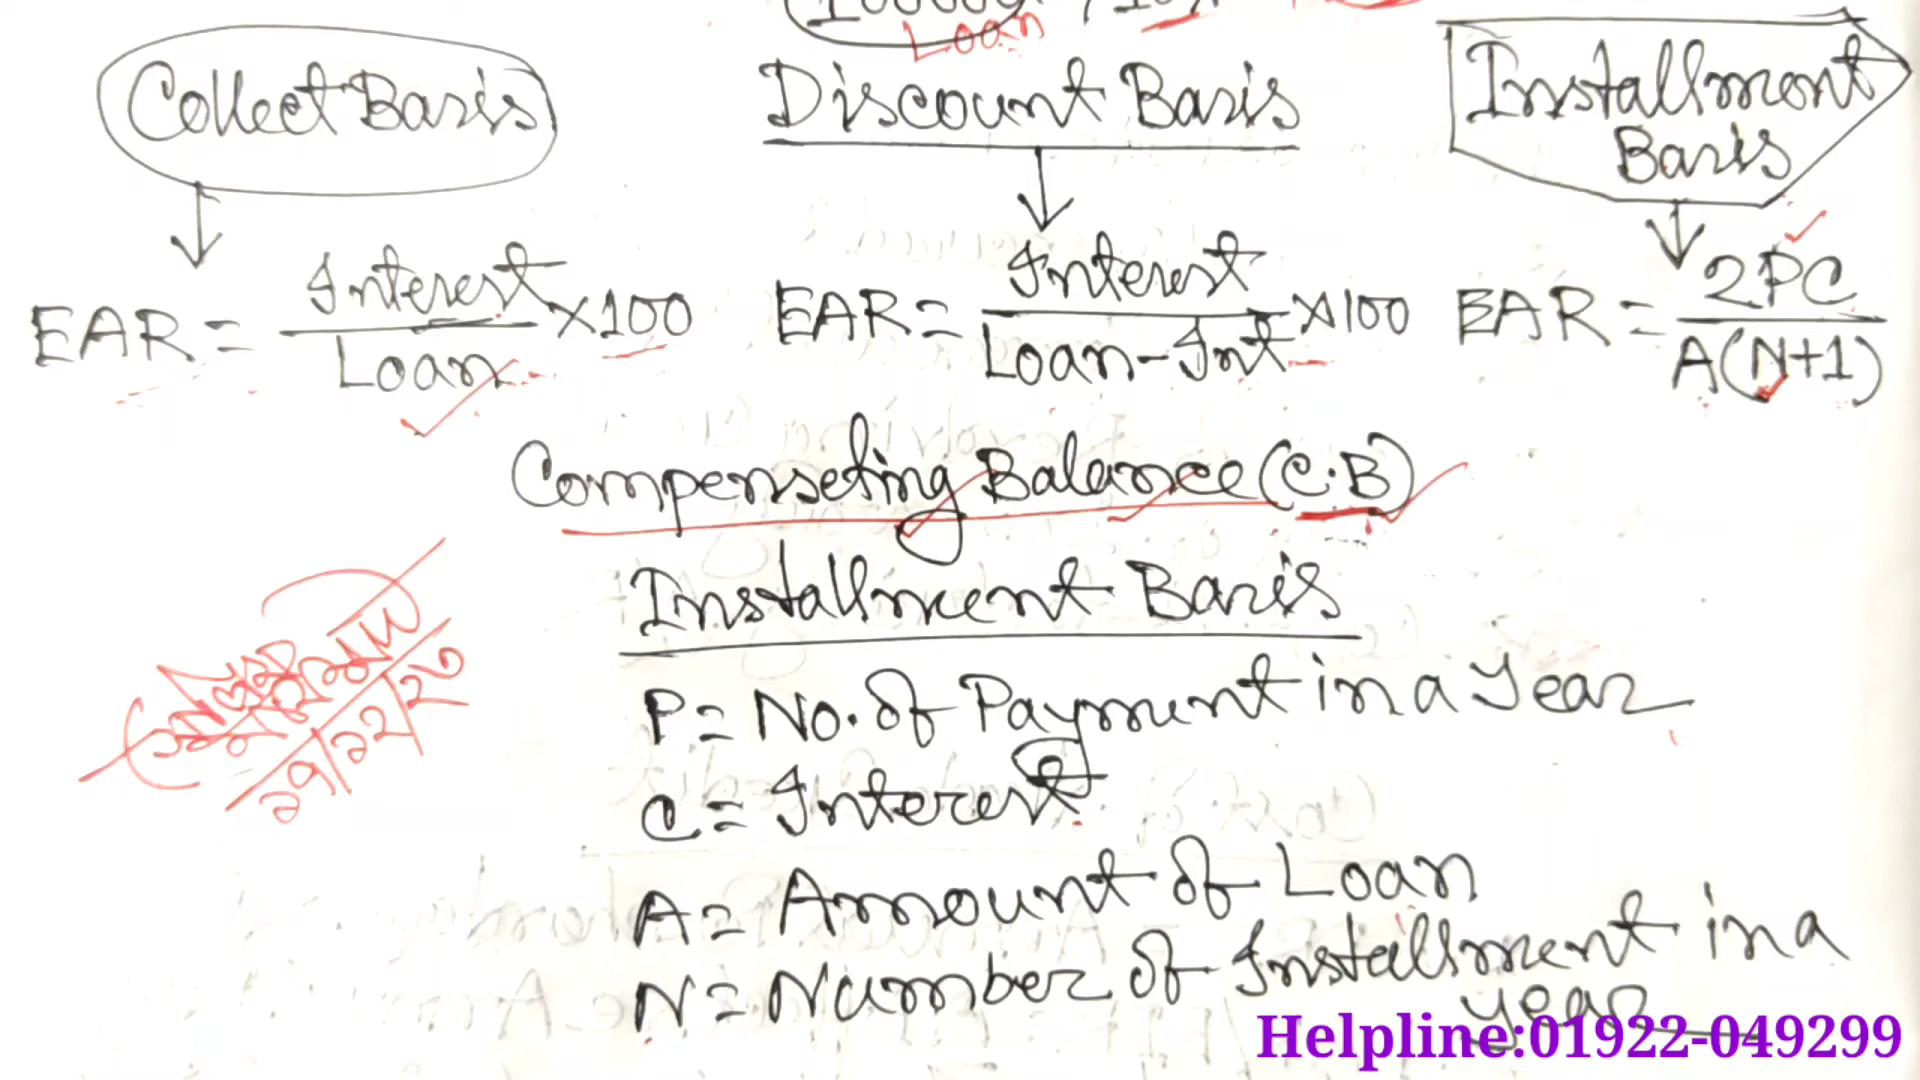 Loan
Collect Basis
Discount Basis
Installment
Basis
EAR = Interest / Loan × 100
EAR = Interest / Loan - Int × 100
EAR = 2PC / A(N+1)
Compenseting Balance (C.B)
Installment Basis
P = No. of Payment in a Year
C = Interest
A = Amount of Loan
N = Number of Installment in a
year
Helpline:01922-049299